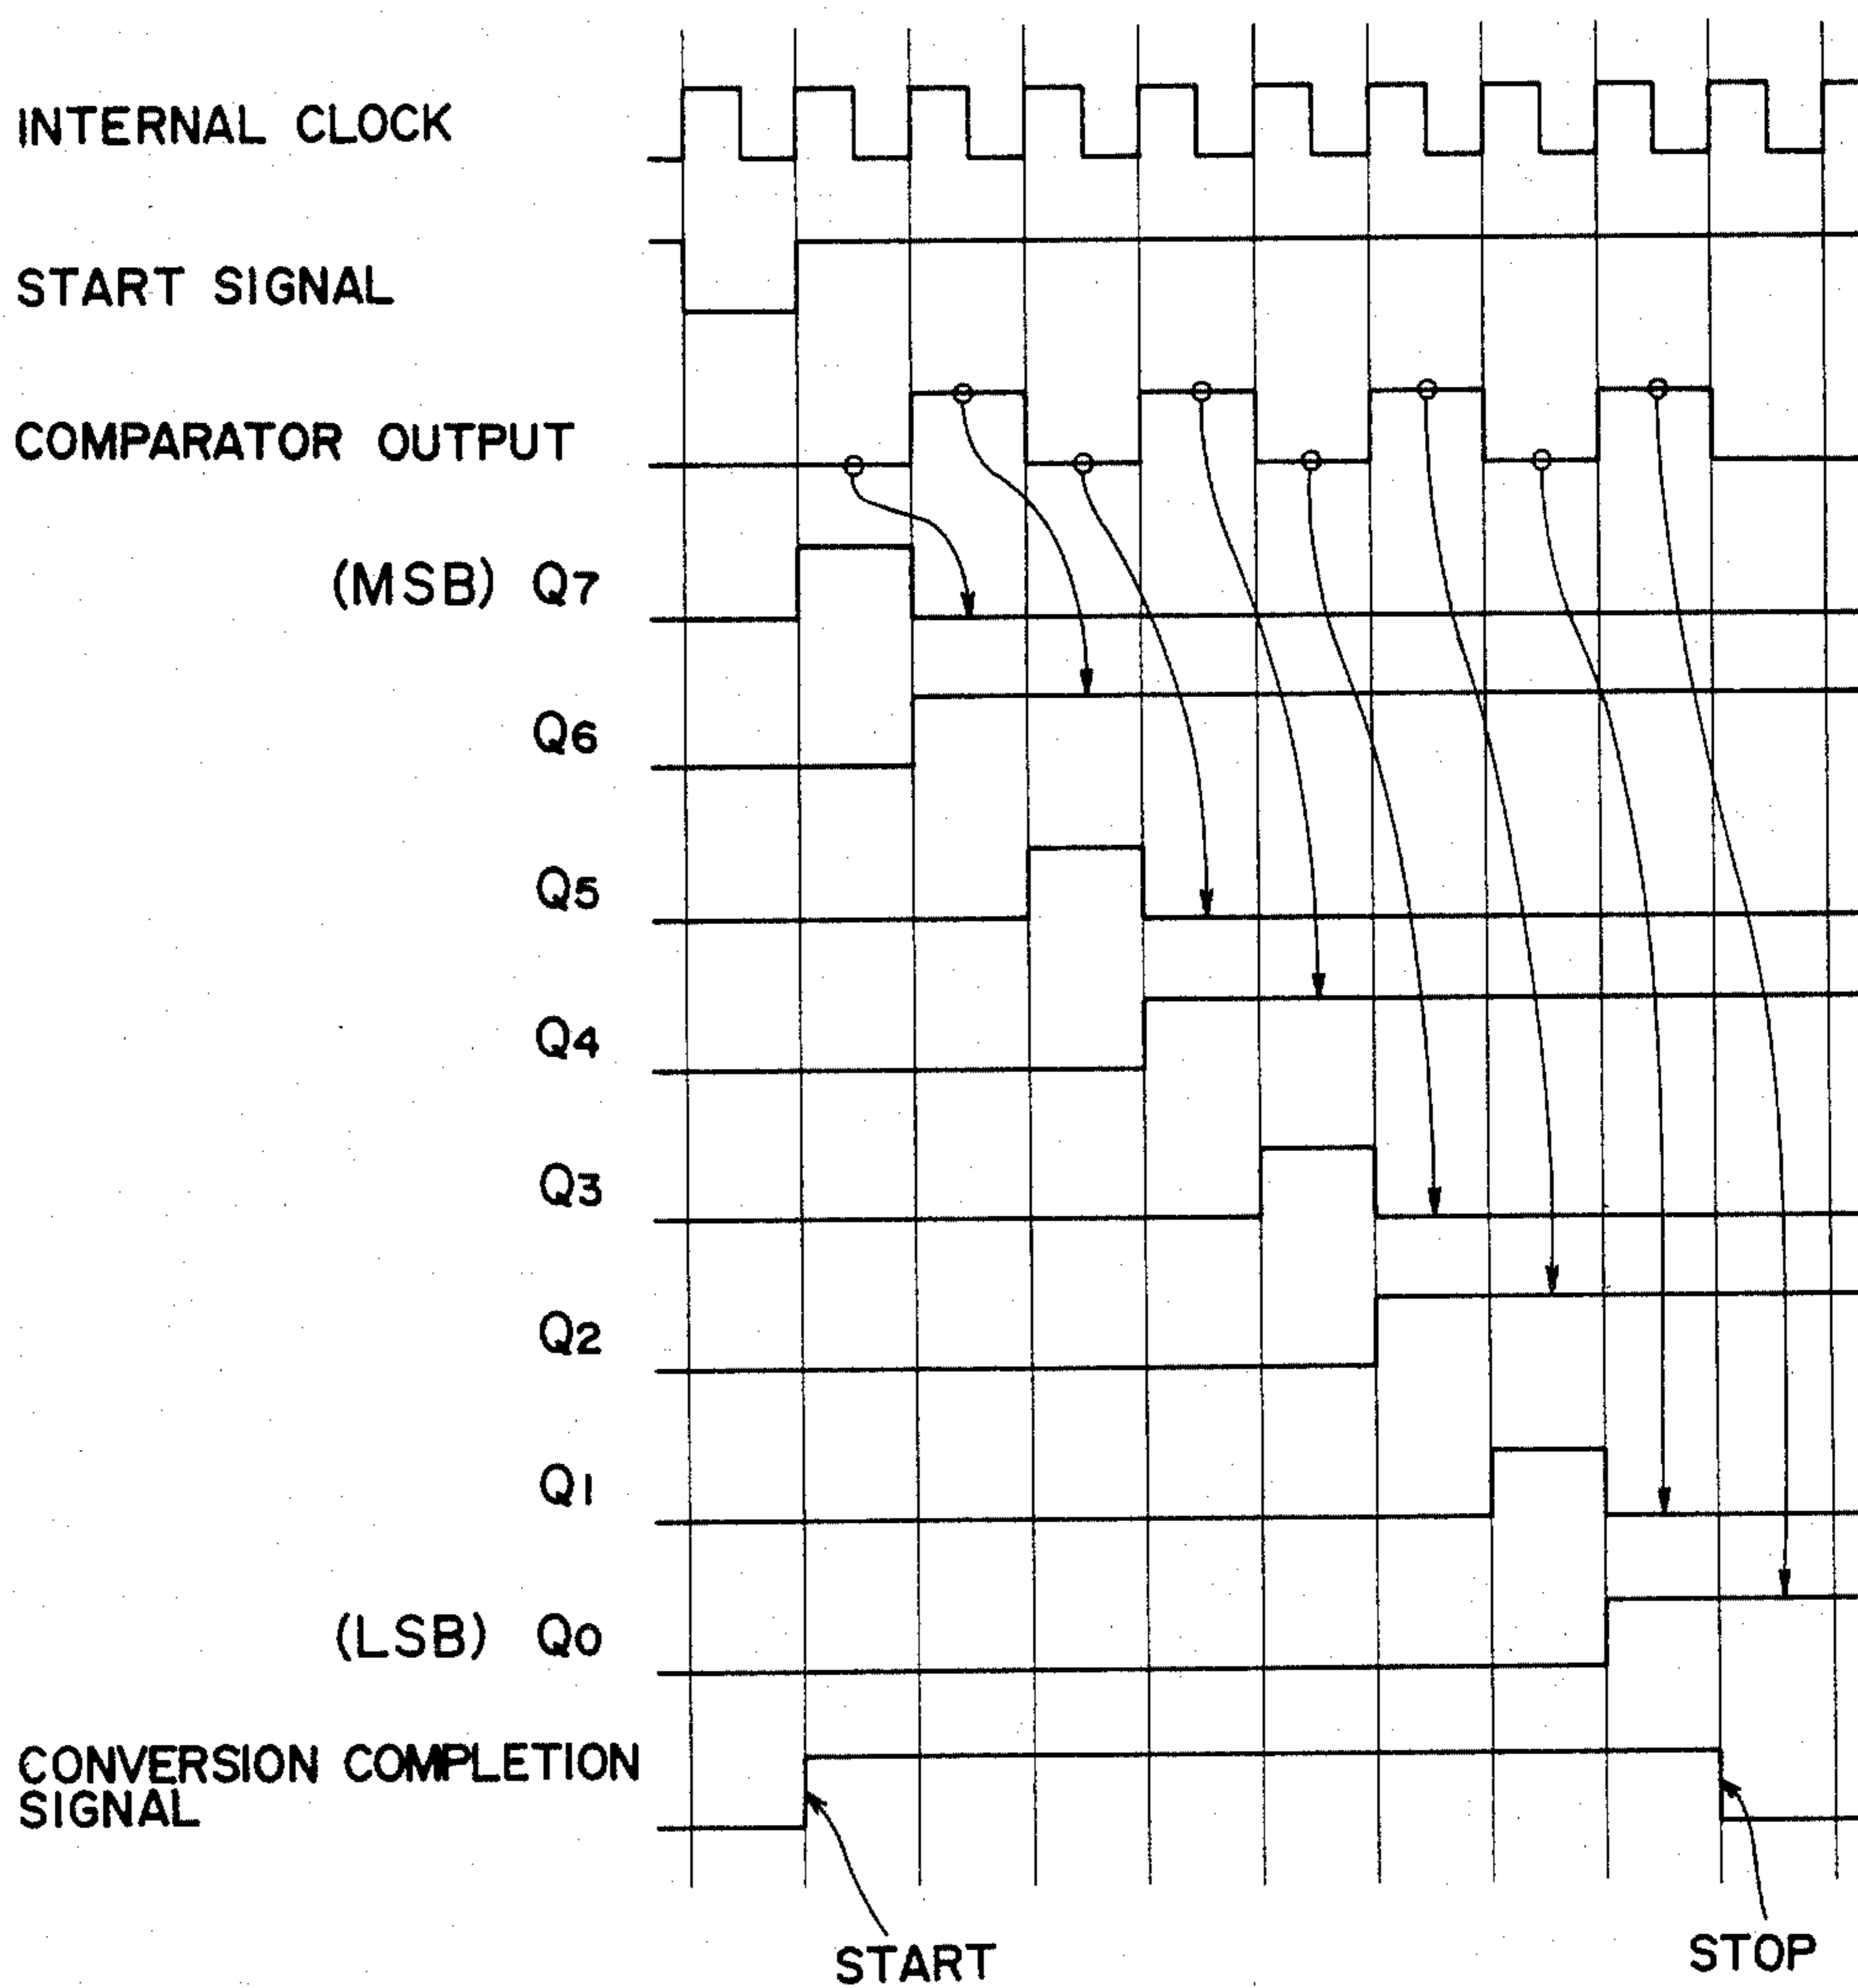 INTERNAL CLOCK
START SIGNAL
COMPARATOR OUTPUT
(MSB) Q7
Q6
Q5
Q4
Q3
Q2
Q1
(LSB) Q0
CONVERSION COMPLETION
SIGNAL
START
STOP